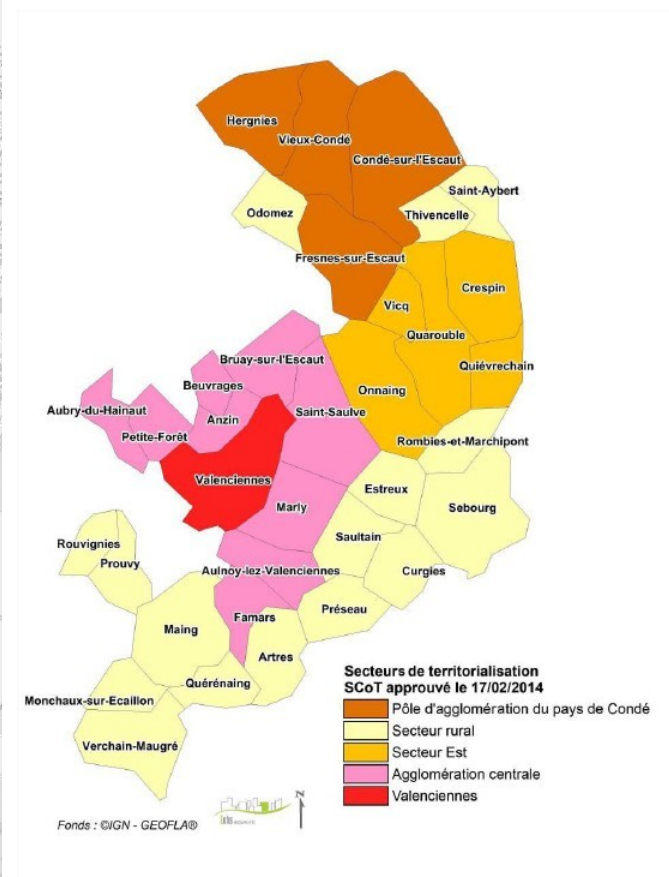 Hergnies
Vieux-Condé
Condé-sur-l'Escaut
Saint-Aybert
Odomez
Thivencelle
Fresnes-sur-Escaut
Crespin
Vicq
Quarouble
Bruay-sur-l'Escaut
Quiévrechain
Beuvrages
Onnaing
Aubry-du-Hainaut
Anzin
Saint-Saulve
Petite-Forêt
Rombies-et-Marchipont
Valenciennes
Estreux
Marly
Sebourg
Saultain
Rouvignies
Prouvy
Aulnoy-lez-Valenciennes
Curgies
Préseau
Famars
Maing
Artres
Quérénaing
Monchaux-sur-Ecaillon
Verchain-Maugré
Secteurs de territorialisation
SCoT approuvé le 17/02/2014
Pôle d'agglomération du pays de Condé
Secteur rural
Secteur Est
Agglomération centrale
Valenciennes
N
Fonds : ©IGN - GEOFLA®